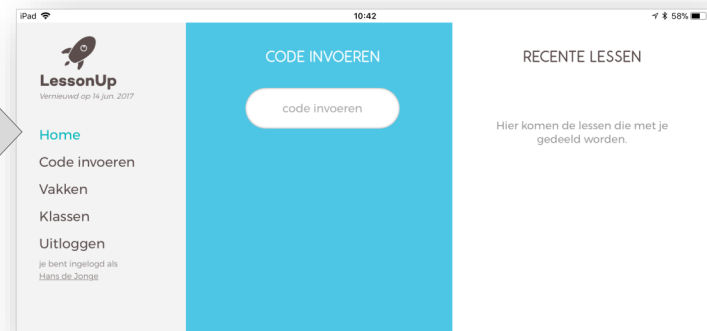 iPad 10:42 58%
LessonUp
Vernieuwd op 14 jun. 2017
Home
Code invoeren
Vakken
Klassen
Uitloggen
je bent ingelogd als
Hans de Jonge
CODE INVOEREN
code invoeren
RECENTE LESSEN
Hier komen de lessen die met je
gedeeld worden.